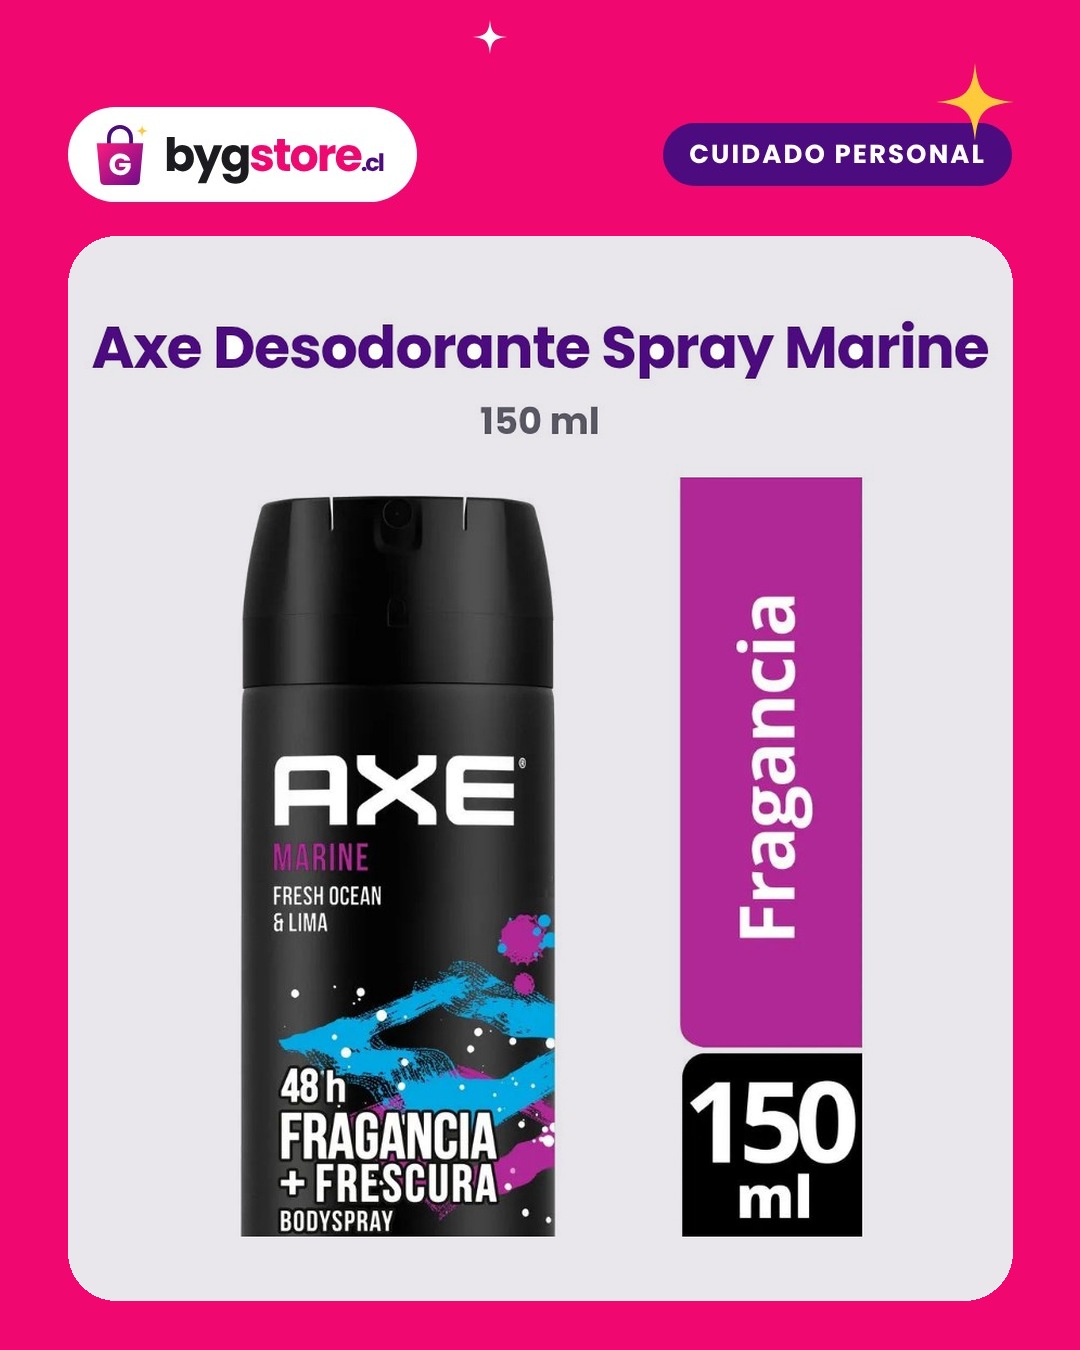 G
bygstore.cl
CUIDADO PERSONAL
Axe Desodorante Spray Marine
150 ml
AXE®
MARINE
FRESH OCEAN
& LIMA
48 h
FRAGANCIA
+ FRESCURA
BODYSPRAY
Fragancia
150
ml